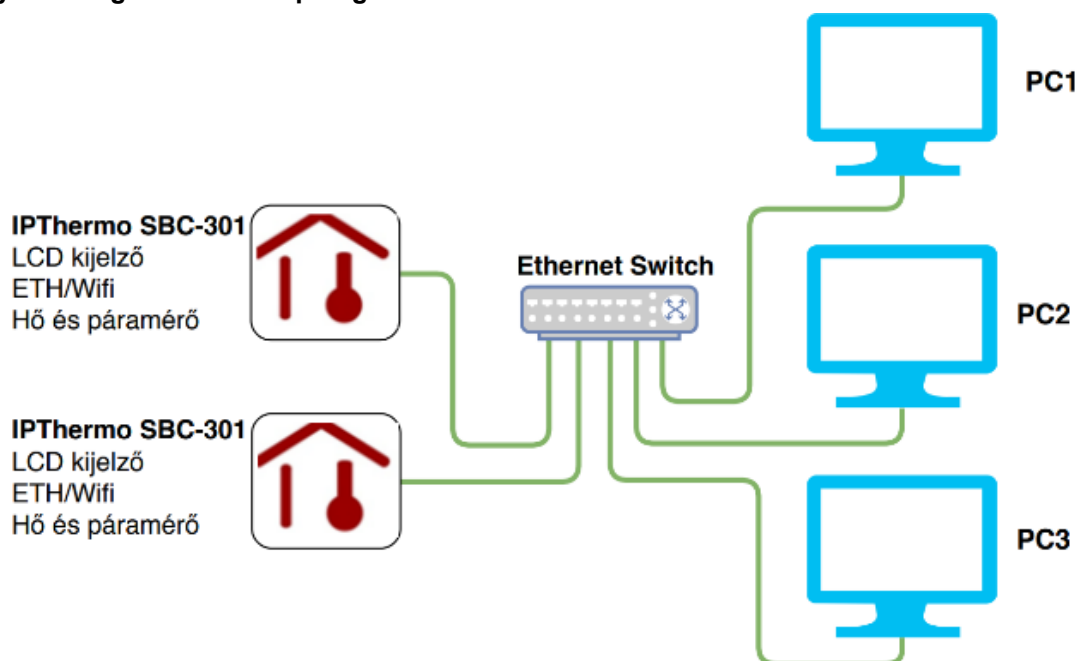 PC1
IPThermo SBC-301
LCD kijelző
ETH/Wifi
Hő és páramérő
Ethernet Switch
PC2
IPThermo SBC-301
LCD kijelző
ETH/Wifi
Hő és páramérő
PC3